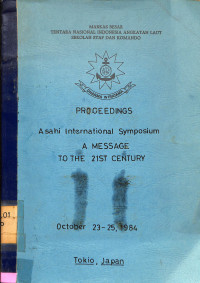 MARKAS BESAR
TENTARA NASIONAL INDONESIA ANGKATAN LAUT
SEKOLAH STAF DAN KOMANDO
PROCEEDINGS
Asahi International Symposium
A MESSAGE
TO THE 21ST CENTURY
October 23-25, 1984
Tokio, Japan